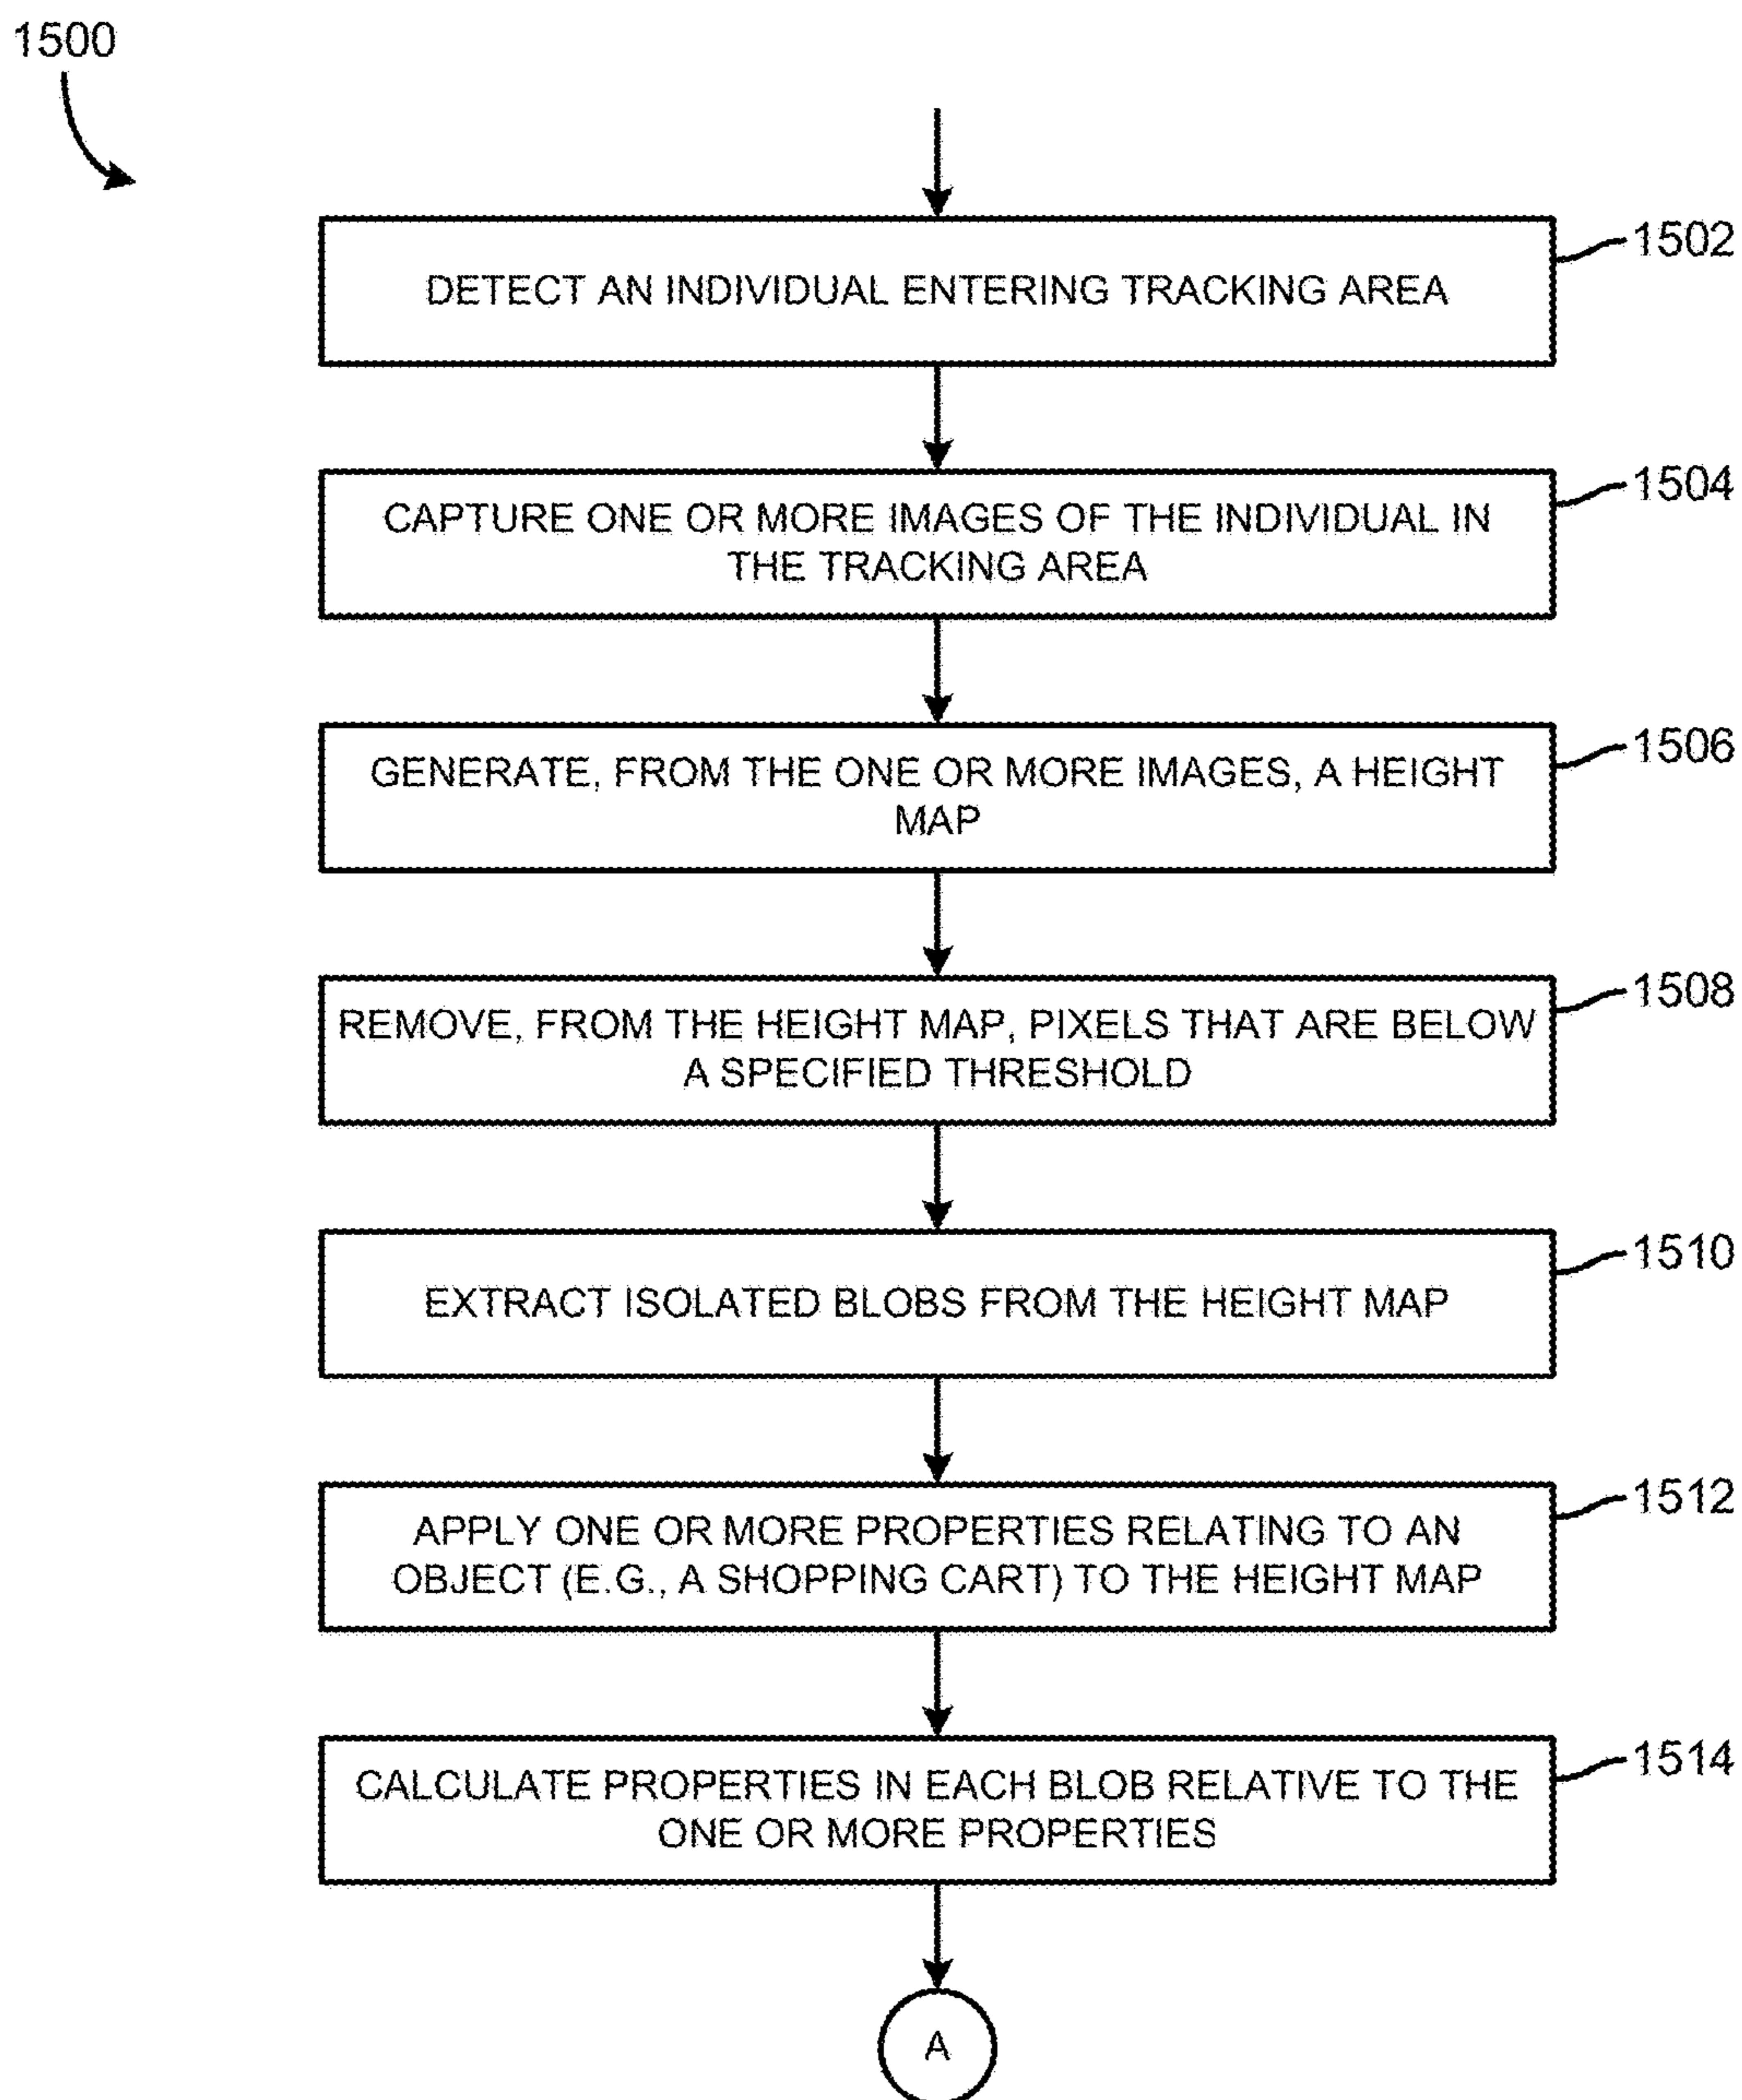 1500
DETECT AN INDIVIDUAL ENTERING TRACKING AREA
1502
CAPTURE ONE OR MORE IMAGES OF THE INDIVIDUAL IN
THE TRACKING AREA
1504
GENERATE, FROM THE ONE OR MORE IMAGES, A HEIGHT
MAP
1506
REMOVE, FROM THE HEIGHT MAP, PIXELS THAT ARE BELOW
A SPECIFIED THRESHOLD
1508
EXTRACT ISOLATED BLOBS FROM THE HEIGHT MAP
1510
APPLY ONE OR MORE PROPERTIES RELATING TO AN
OBJECT (E.G., A SHOPPING CART) TO THE HEIGHT MAP
1512
CALCULATE PROPERTIES IN EACH BLOB RELATIVE TO THE
ONE OR MORE PROPERTIES
1514
A